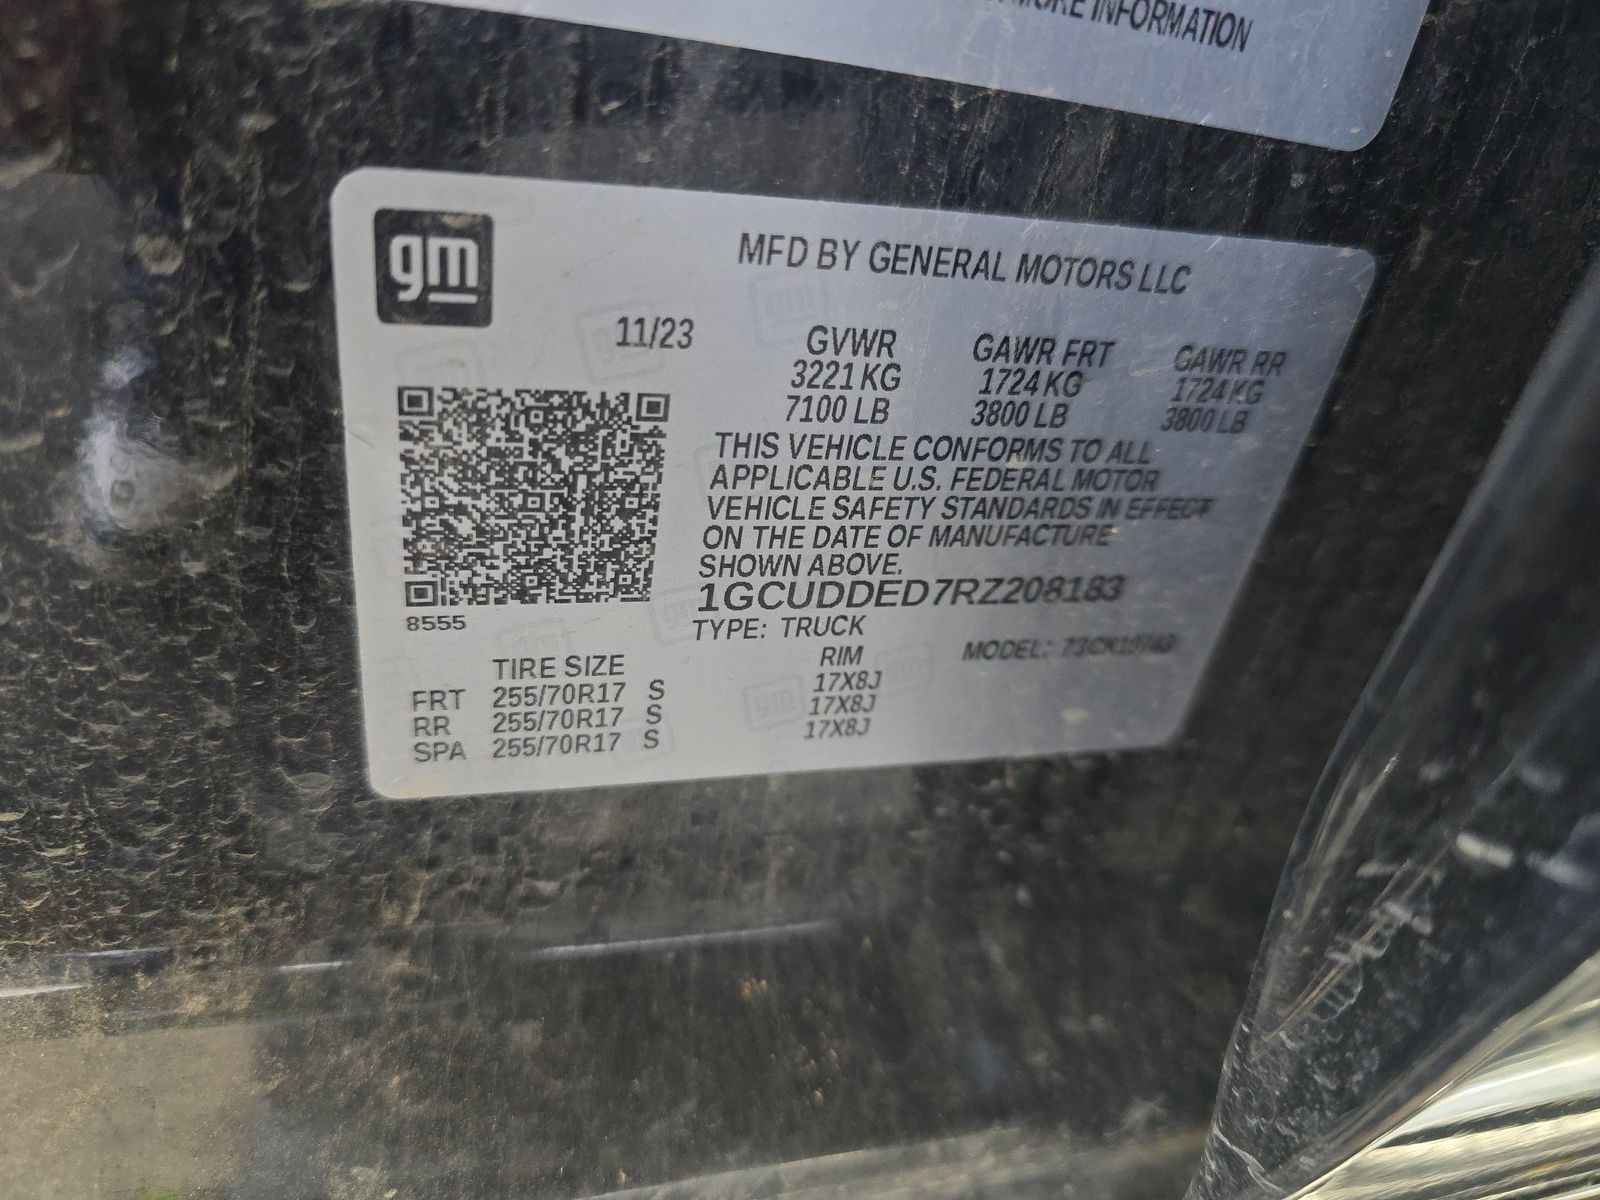 MORE INFORMATION
gm
MFD BY GENERAL MOTORS LLC
11/23
GVWR GAWR FRT GAWR RR
3221 KG 1724 KG 1724 KG
7100 LB 3800 LB 3800 LB
THIS VEHICLE CONFORMS TO ALL
APPLICABLE U.S. FEDERAL MOTOR
VEHICLE SAFETY STANDARDS IN EFFECT
ON THE DATE OF MANUFACTURE
SHOWN ABOVE.
1GCUDDED7RZ208183
8555
TYPE: TRUCK
MODEL:
TIRE SIZE RIM
FRT 255/70R17 S 17X8J
RR 255/70R17 S 17X8J
SPA 255/70R17 S 17X8J